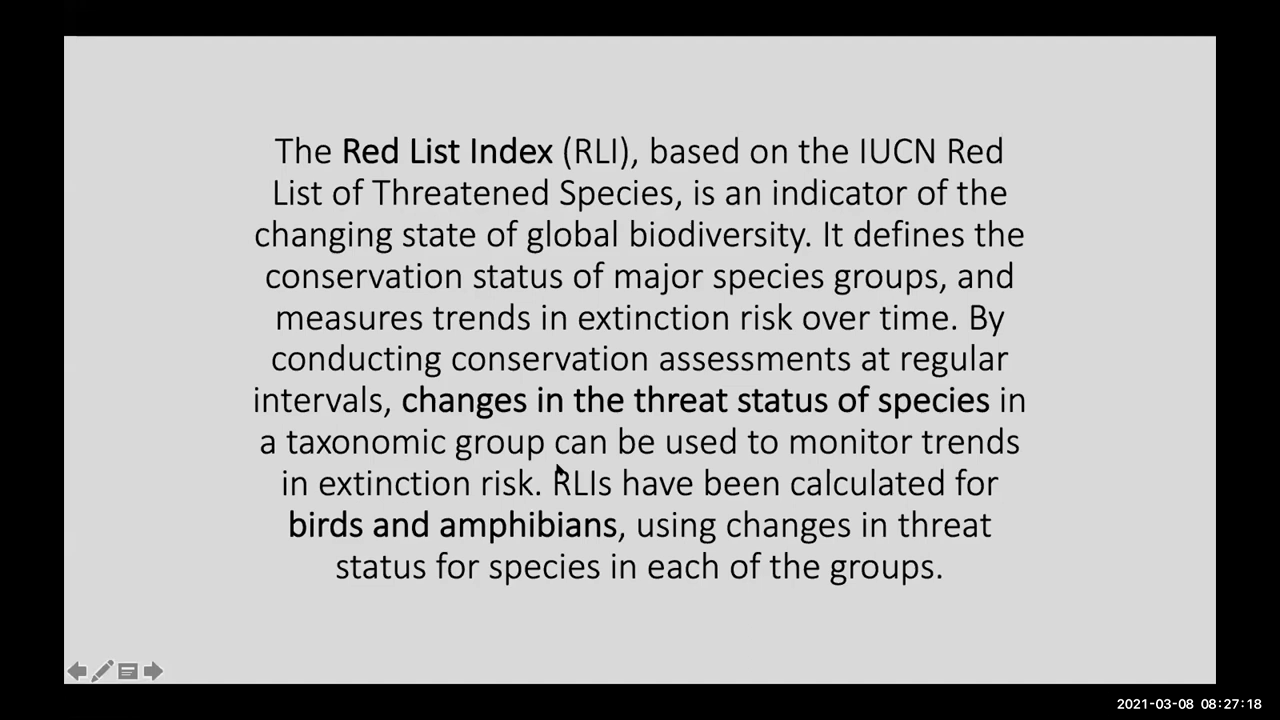 The Red List Index (RLI), based on the IUCN Red
List of Threatened Species, is an indicator of the
changing state of global biodiversity. It defines the
conservation status of major species groups, and
measures trends in extinction risk over time. By
conducting conservation assessments at regular
intervals, changes in the threat status of species in
a taxonomic group can be used to monitor trends
in extinction risk. RLIs have been calculated for
birds and amphibians, using changes in threat
status for species in each of the groups.
2021-03-08 08:27:18